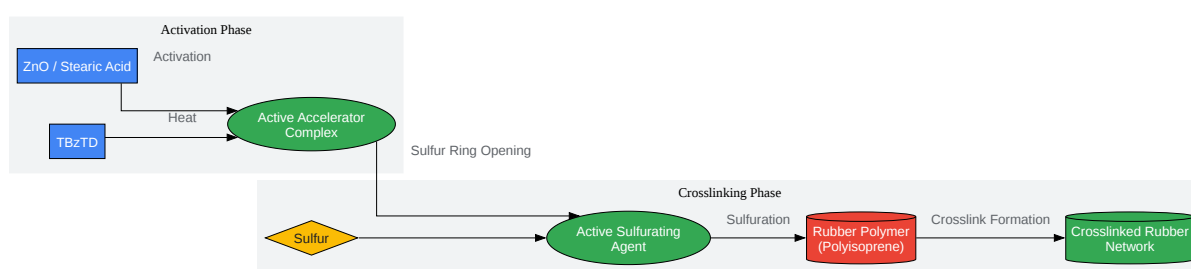 Activation Phase
Activation
ZnO / Stearic Acid
Heat
Active Accelerator
Complex
TBzTD
Sulfur Ring Opening
Crosslinking Phase
Sulfur
Active Sulfurating
Agent
Sulfuration
Rubber Polymer
(Polyisoprene)
Crosslink Formation
Crosslinked Rubber
Network